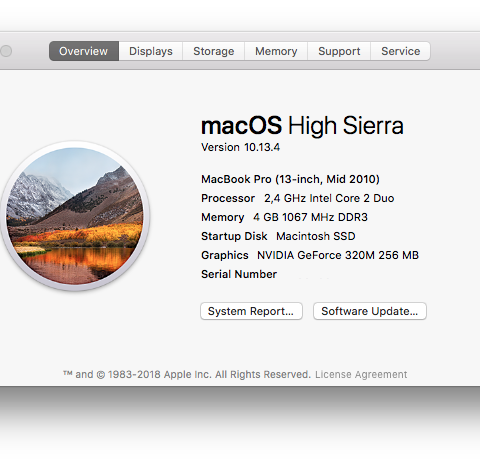 Overview Displays Storage Memory Support Service
macOS High Sierra
Version 10.13.4
MacBook Pro (13-inch, Mid 2010)
Processor 2,4 GHz Intel Core 2 Duo
Memory 4 GB 1067 MHz DDR3
Startup Disk Macintosh SSD
Graphics NVIDIA GeForce 320M 256 MB
Serial Number
System Report... Software Update...
™ and © 1983-2018 Apple Inc. All Rights Reserved. License Agreement